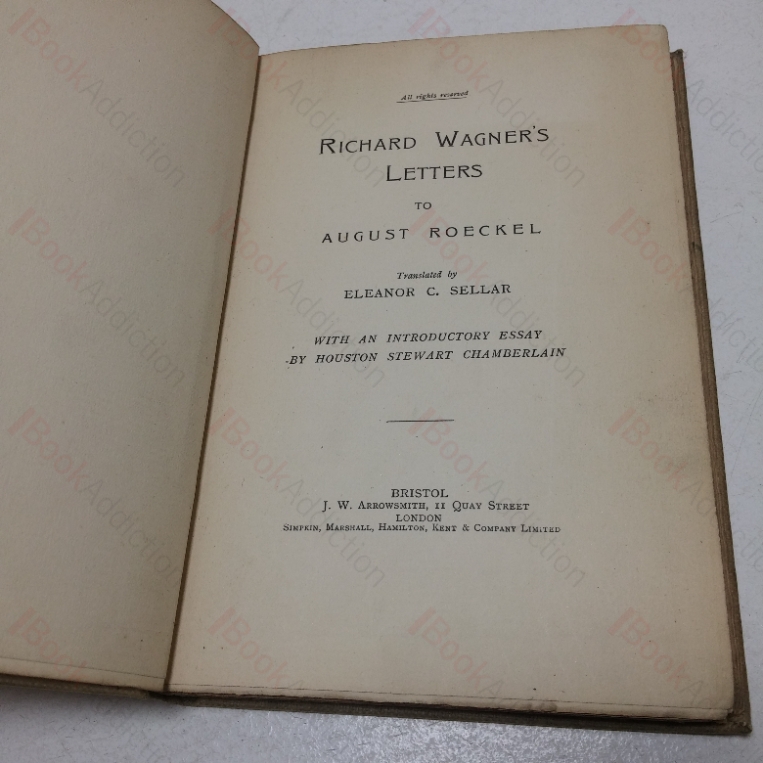 All rights reserved
RICHARD WAGNER'S
LETTERS
TO
AUGUST ROECKEL
Translated by
ELEANOR C. SELLAR
WITH AN INTRODUCTORY ESSAY
BY HOUSTON STEWART CHAMBERLAIN
BRISTOL
J. W. ARROWSMITH, 11 QUAY STREET
LONDON
SIMPKIN, MARSHALL, HAMILTON, KENT & COMPANY LIMITED
BookAddiction